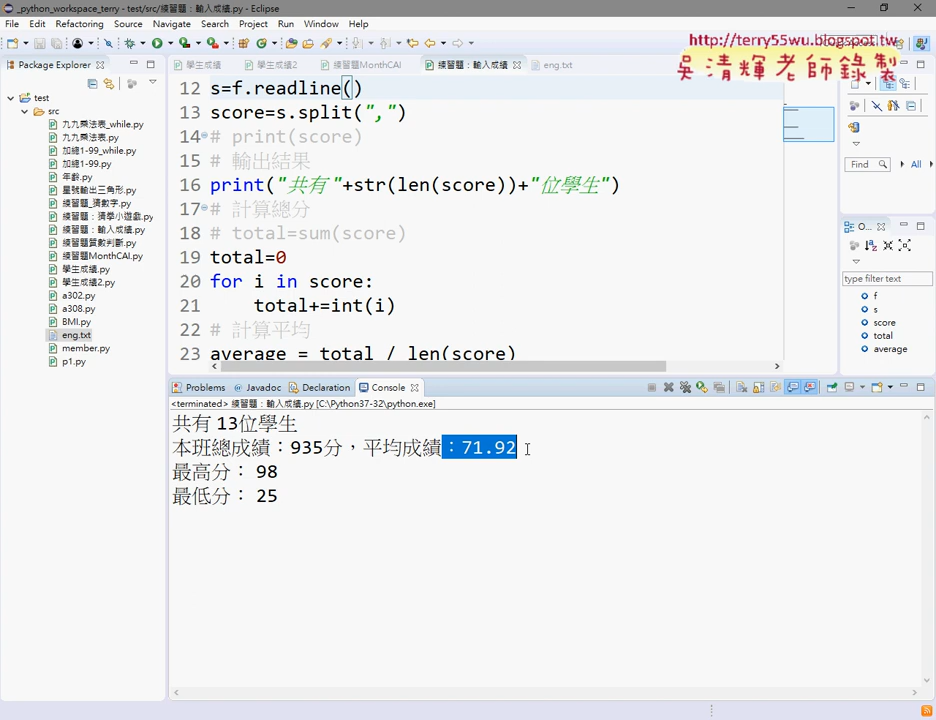 _python_workspace_terry - test/src/練習題：輸入成績.py - Eclipse
File Edit Refactoring Source Navigate Search Project Run Window Help
http://terry55wu.blogspot.tw
吳清輝老師錄製
Package Explorer
學生成績 學生成績2 練習題MonthCAI 練習題：輸入成績 eng.txt
test
src
九九乘法表_while.py
九九乘法表.py
加總1-99_while.py
加總1-99.py
年齡.py
星號輸出三角形.py
練習題_猜數字.py
練習題：猜學小遊戲.py
練習題：輸入成績.py
練習題質數判斷.py
練習題MonthCAI.py
學生成績.py
學生成績2.py
a302.py
a308.py
BMI.py
eng.txt
member.py
p1.py
12 s=f.readline()
13 score=s.split(",")
14 # print(score)
15 # 輸出結果
16 print("共有 "+str(len(score))+"位學生")
17 # 計算總分
18 # total=sum(score)
19 total=0
20 for i in score:
21 total+=int(i)
22 # 計算平均
23 average = total / len(score)
Find All
O...
type filter text
f
s
score
total
average
Problems Javadoc Declaration Console
<terminated> 練習題：輸入成績.py [C:\Python37-32\python.exe]
共有 13位學生
本班總成績：935分，平均成績：71.92
最高分： 98
最低分： 25